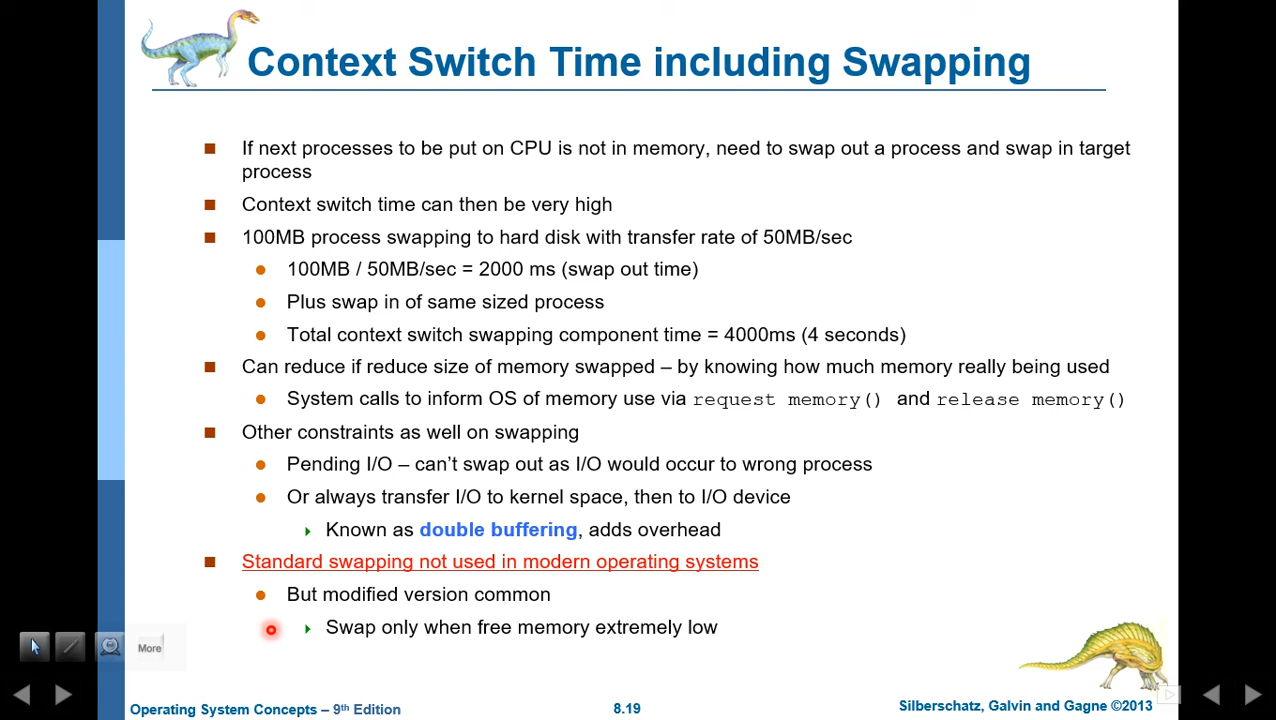 Context Switch Time including Swapping
If next processes to be put on CPU is not in memory, need to swap out a process and swap in target
process
Context switch time can then be very high
100MB process swapping to hard disk with transfer rate of 50MB/sec
100MB / 50MB/sec = 2000 ms (swap out time)
Plus swap in of same sized process
Total context switch swapping component time = 4000ms (4 seconds)
Can reduce if reduce size of memory swapped – by knowing how much memory really being used
System calls to inform OS of memory use via request memory() and release memory()
Other constraints as well on swapping
Pending I/O – can’t swap out as I/O would occur to wrong process
Or always transfer I/O to kernel space, then to I/O device
Known as double buffering, adds overhead
Standard swapping not used in modern operating systems
But modified version common
Swap only when free memory extremely low
More
Operating System Concepts – 9th Edition
8.19
Silberschatz, Galvin and Gagne ©2013